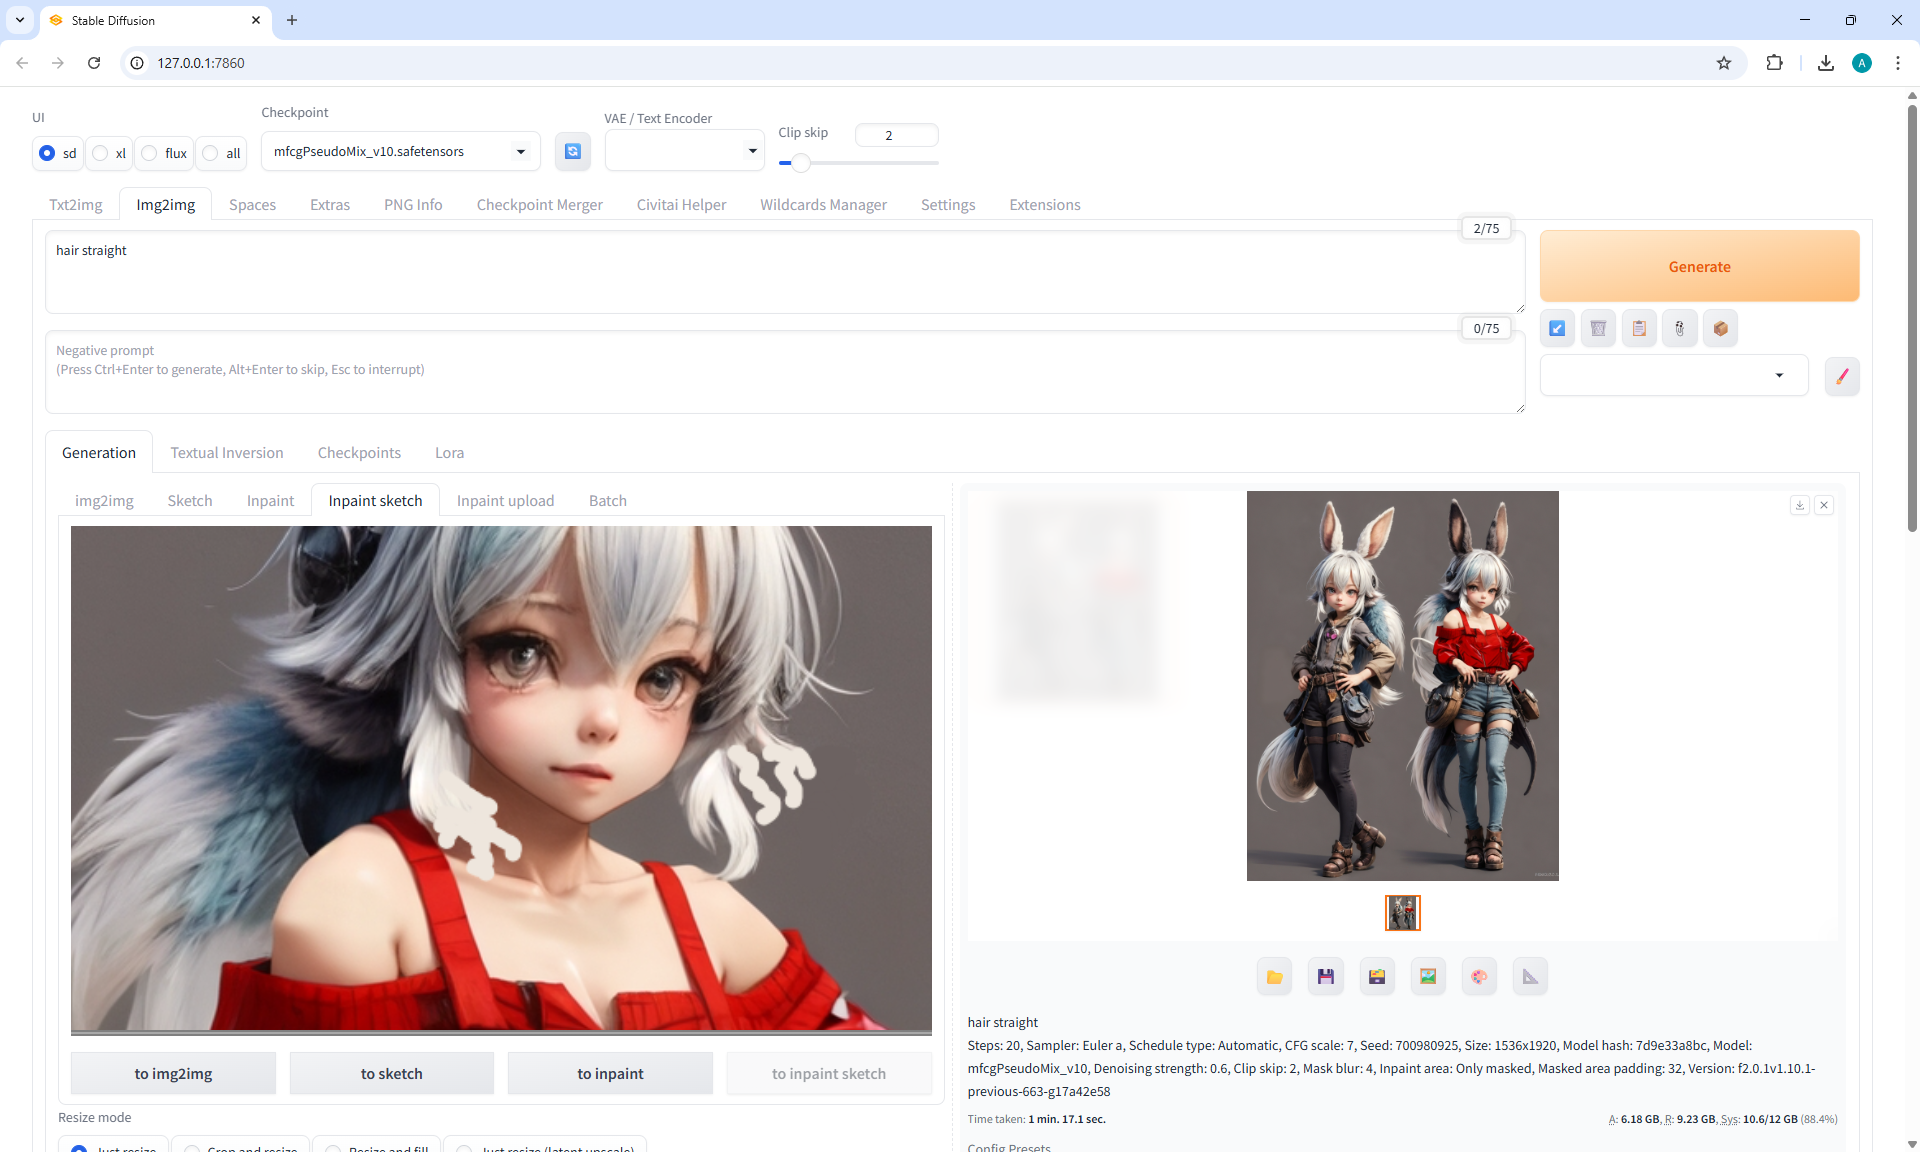 Stable Diffusion
127.0.0.1:7860
A
UI
Checkpoint
VAE / Text Encoder
Clip skip
2
sd
xl
flux
all
mfcgPseudoMix_v10.safetensors
Txt2img
Img2img
Spaces
Extras
PNG Info
Checkpoint Merger
Civitai Helper
Wildcards Manager
Settings
Extensions
2/75
hair straight
Generate
0/75
Negative prompt
(Press Ctrl+Enter to generate, Alt+Enter to skip, Esc to interrupt)
Generation
Textual Inversion
Checkpoints
Lora
img2img
Sketch
Inpaint
Inpaint sketch
Inpaint upload
Batch
to img2img
to sketch
to inpaint
to inpaint sketch
Resize mode
Just resize
Crop and resize
Resize and fill
Just resize (latent upscale)
hair straight
Steps: 20, Sampler: Euler a, Schedule type: Automatic, CFG scale: 7, Seed: 700980925, Size: 1536x1920, Model hash: 7d9e33a8bc, Model:
mfcgPseudoMix_v10, Denoising strength: 0.6, Clip skip: 2, Mask blur: 4, Inpaint area: Only masked, Masked area padding: 32, Version: f2.0.1v1.10.1-
previous-663-g17a42e58
Time taken: 1 min. 17.1 sec.
A: 6.18 GB, R: 9.23 GB, Sys: 10.6/12 GB (88.4%)
Config Presets